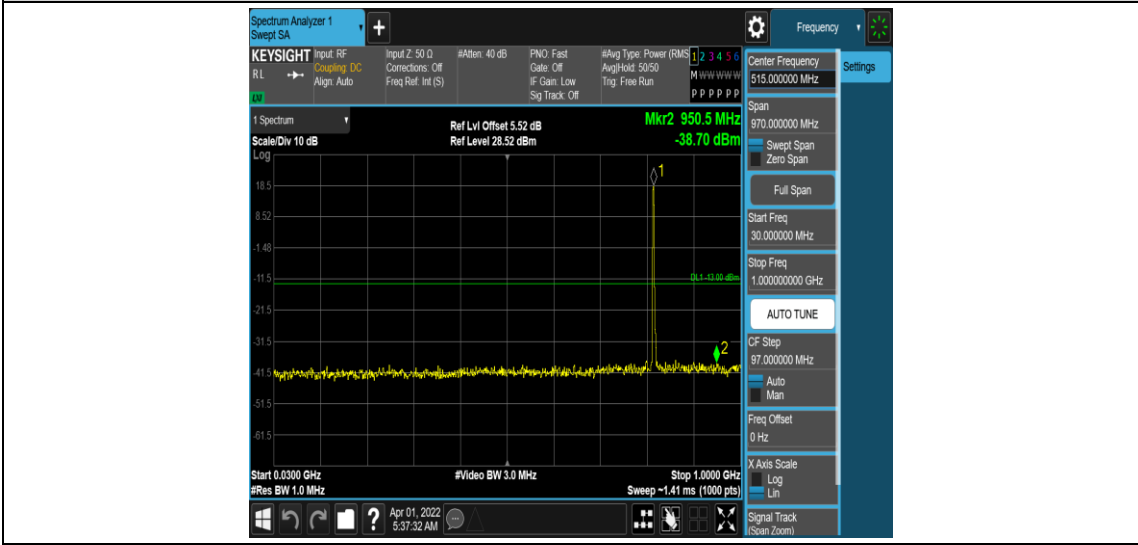 Spectrum Analyzer 1
Swept SA
+
Frequency
KEYSIGHT
RL
LW
Input: RF
Coupling: DC
Align: Auto
Input Z: 50 Ω
Corrections: Off
Freq Ref: Int (S)
#Atten: 40 dB
PNO: Fast
Gate: Off
IF Gain: Low
Sig Track: Off
#Avg Type: Power (RMS
Avg|Hold: 50/50
Trig: Free Run
1 2 3 4 5 6
M W W W W W
P P P P P P
1 Spectrum
Scale/Div 10 dB
Log
Ref Lvl Offset 5.52 dB
Ref Level 28.52 dBm
Mkr2 950.5 MHz
-38.70 dBm
1
18.5
8.52
-1.48
-11.5
DL1 -13.00 dBm
-21.5
-31.5
2
-41.5
-51.5
-61.5
Start 0.0300 GHz
#Res BW 1.0 MHz
#Video BW 3.0 MHz
Stop 1.0000 GHz
Sweep ~1.41 ms (1000 pts)
?
Apr 01, 2022
5:37:32 AM
Center Frequency
515.000000 MHz
Settings
Span
970.000000 MHz
Swept Span
Zero Span
Full Span
Start Freq
30.000000 MHz
Stop Freq
1.000000000 GHz
AUTO TUNE
CF Step
97.000000 MHz
Auto
Man
Freq Offset
0 Hz
X Axis Scale
Log
Lin
Signal Track
(Span Zoom)